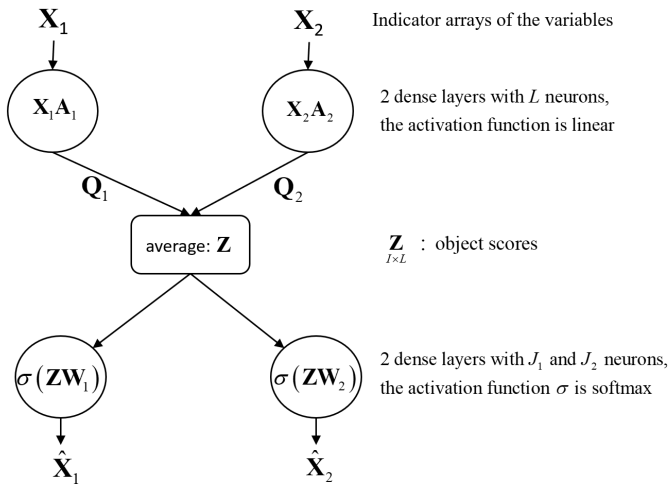 X₁ X₂ Indicator arrays of the variables
X₁A₁ X₂A₂ 2 dense layers with L neurons,
the activation function is linear
Q₁ Q₂
average: Z Z : object scores
I×L
σ(ZW₁) σ(ZW₂) 2 dense layers with J₁ and J₂ neurons,
the activation function σ is softmax
X̂₁ X̂₂